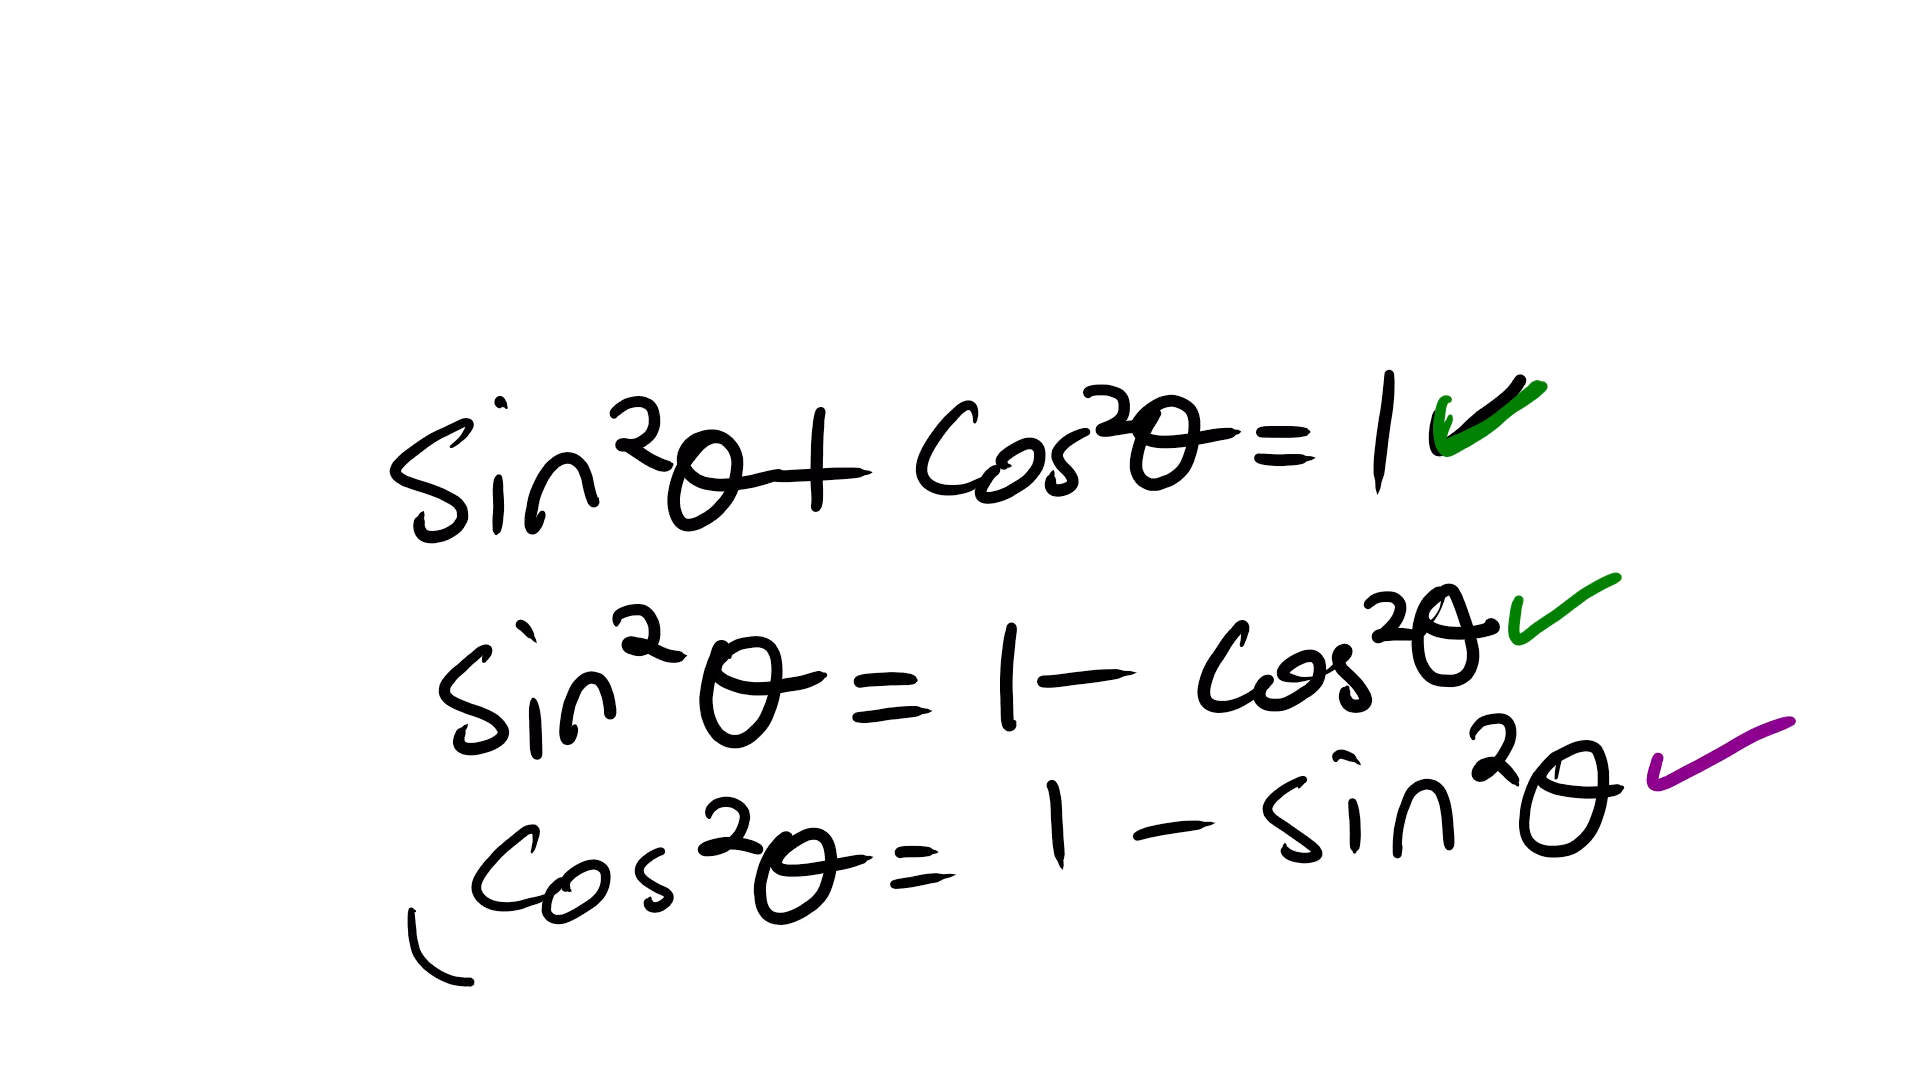 sin²θ + cos²θ = 1 ✓
sin²θ = 1 − cos²θ ✓
cos²θ = 1 − sin²θ ✓
(